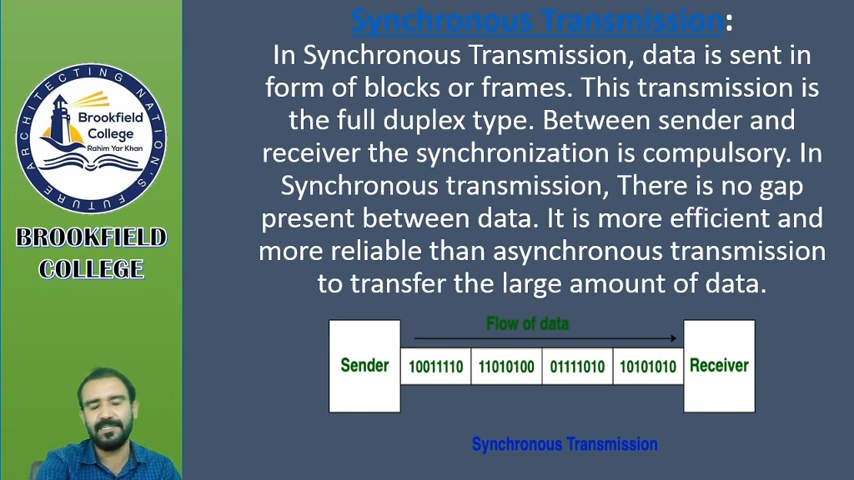 Synchronous Transmission:
In Synchronous Transmission, data is sent in
form of blocks or frames. This transmission is
the full duplex type. Between sender and
receiver the synchronization is compulsory. In
Synchronous transmission, There is no gap
present between data. It is more efficient and
more reliable than asynchronous transmission
to transfer the large amount of data.
ARCHITECTING NATION'S FUTURE
Brookfield
College
Rahim Yar Khan
BROOKFIELD
COLLEGE
Flow of data
Sender 10011110 11010100 01111010 10101010 Receiver
Synchronous Transmission